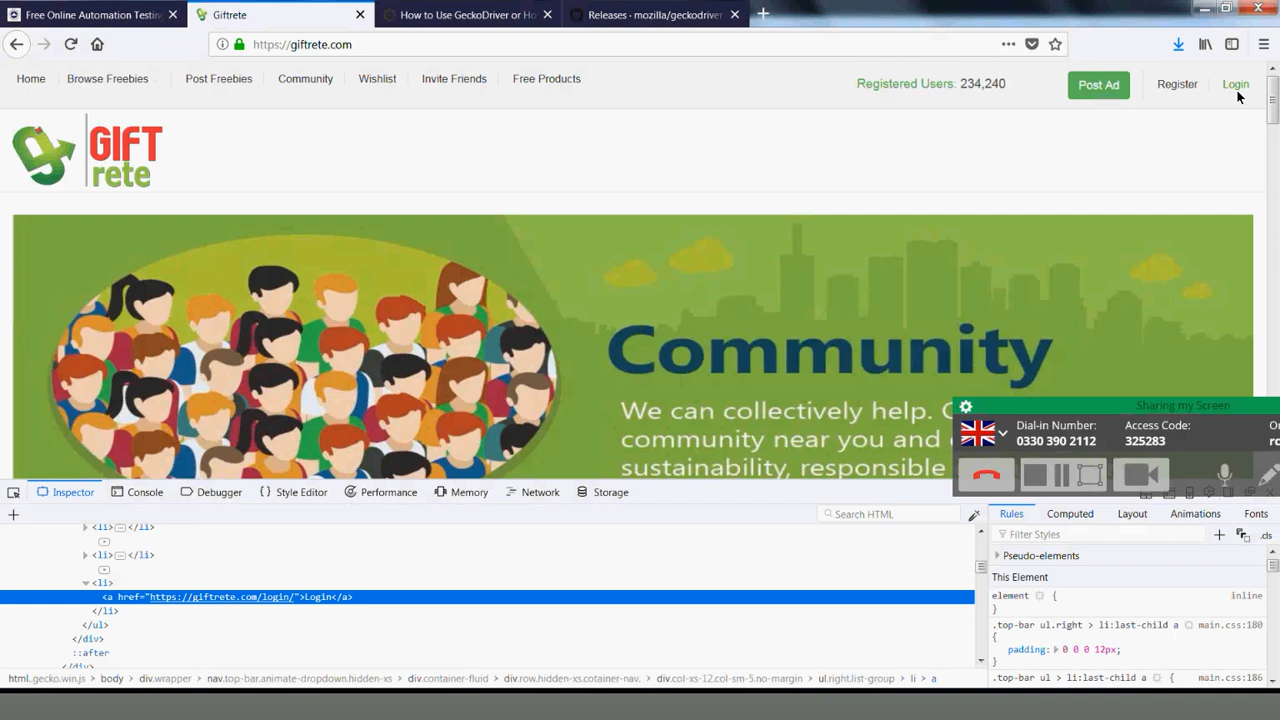 Free Online Automation Testing
Giftrete
How to Use GeckoDriver or Ho
Releases · mozilla/geckodriver
https://giftrete.com
Home Browse Freebies Post Freebies Community Wishlist Invite Friends Free Products
Registered Users: 234,240
Post Ad
Register
Login
GIFT
rete
Community
We can collectively help. C
community near you and
sustainability, responsible
Sharing my Screen
Dial-in Number:
0330 390 2112
Access Code:
325283
On
ro
Inspector Console Debugger {} Style Editor Performance Memory Network Storage
Search HTML
Rules Computed Layout Animations Fonts
Filter Styles
.cls
<li></li>
<li></li>
<li>
<a href="https://giftrete.com/login/">Login</a>
</li>
</ul>
</div>
::after
</div>
Pseudo-elements
This Element
element { inline
}
.top-bar ul.right > li:last-child a main.css:180
{
padding: 0 0 0 12px;
}
.top-bar ul > li:last-child a { main.css:186
html.gecko.win.js body div.wrapper nav.top-bar.animate-dropdown.hidden-xs div.container-fluid div.row.hidden-xs.cotainer-nav. div.col-xs-12.col-sm-5.no-margin ul.right.list-group li a